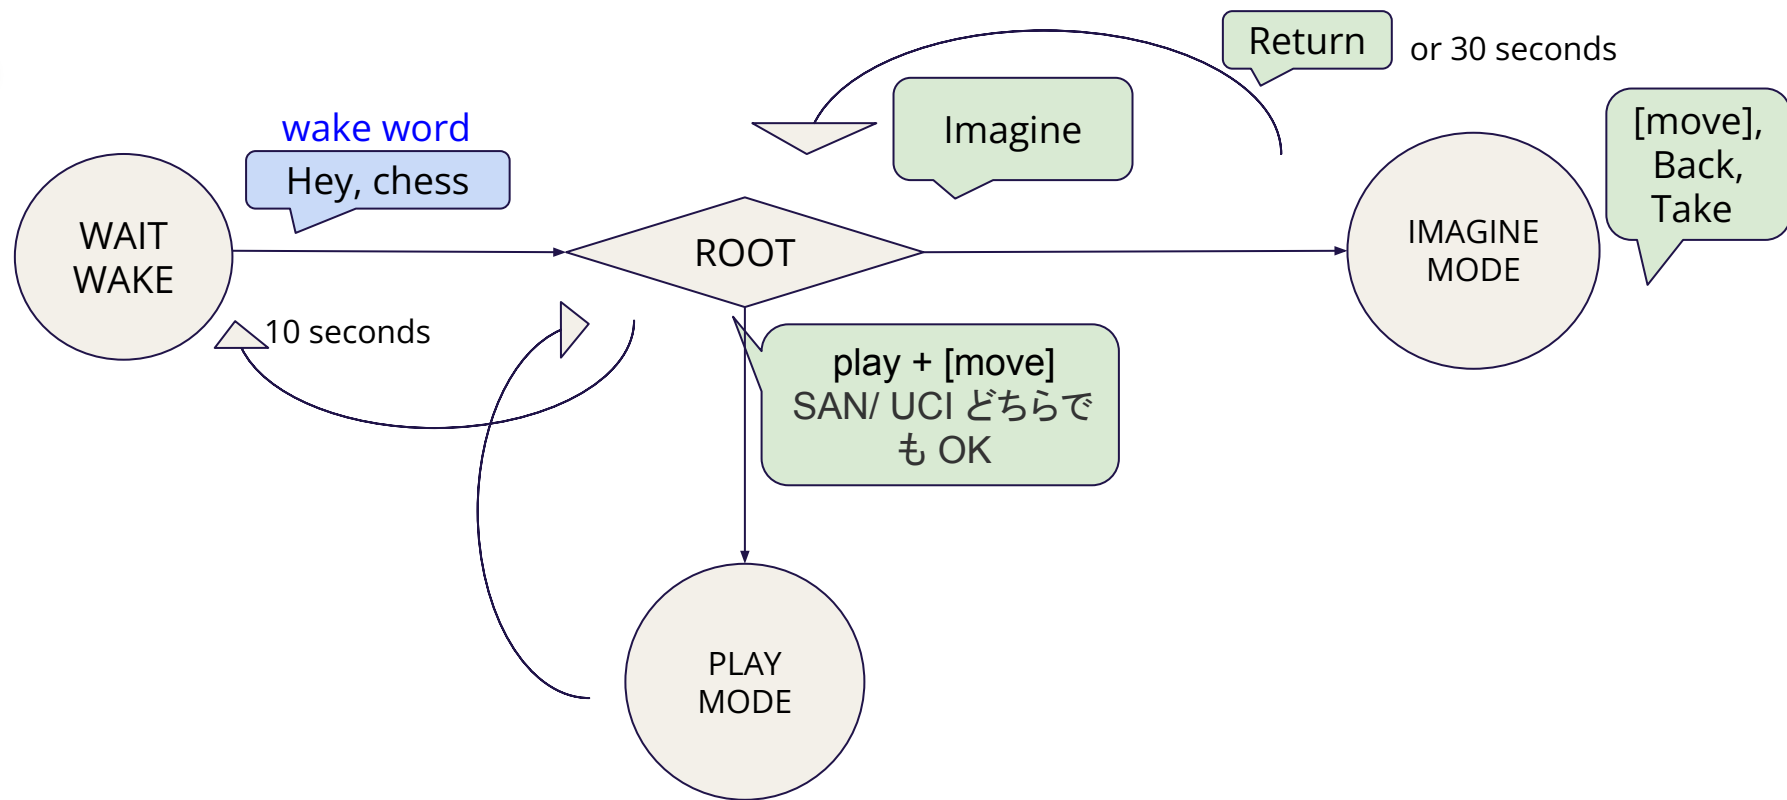 Return
or 30 seconds
wake word
Hey, chess
Imagine
[move],
Back,
Take
WAIT
WAKE
ROOT
IMAGINE
MODE
10 seconds
play + [move]
SAN/ UCI どちらで
も OK
PLAY
MODE